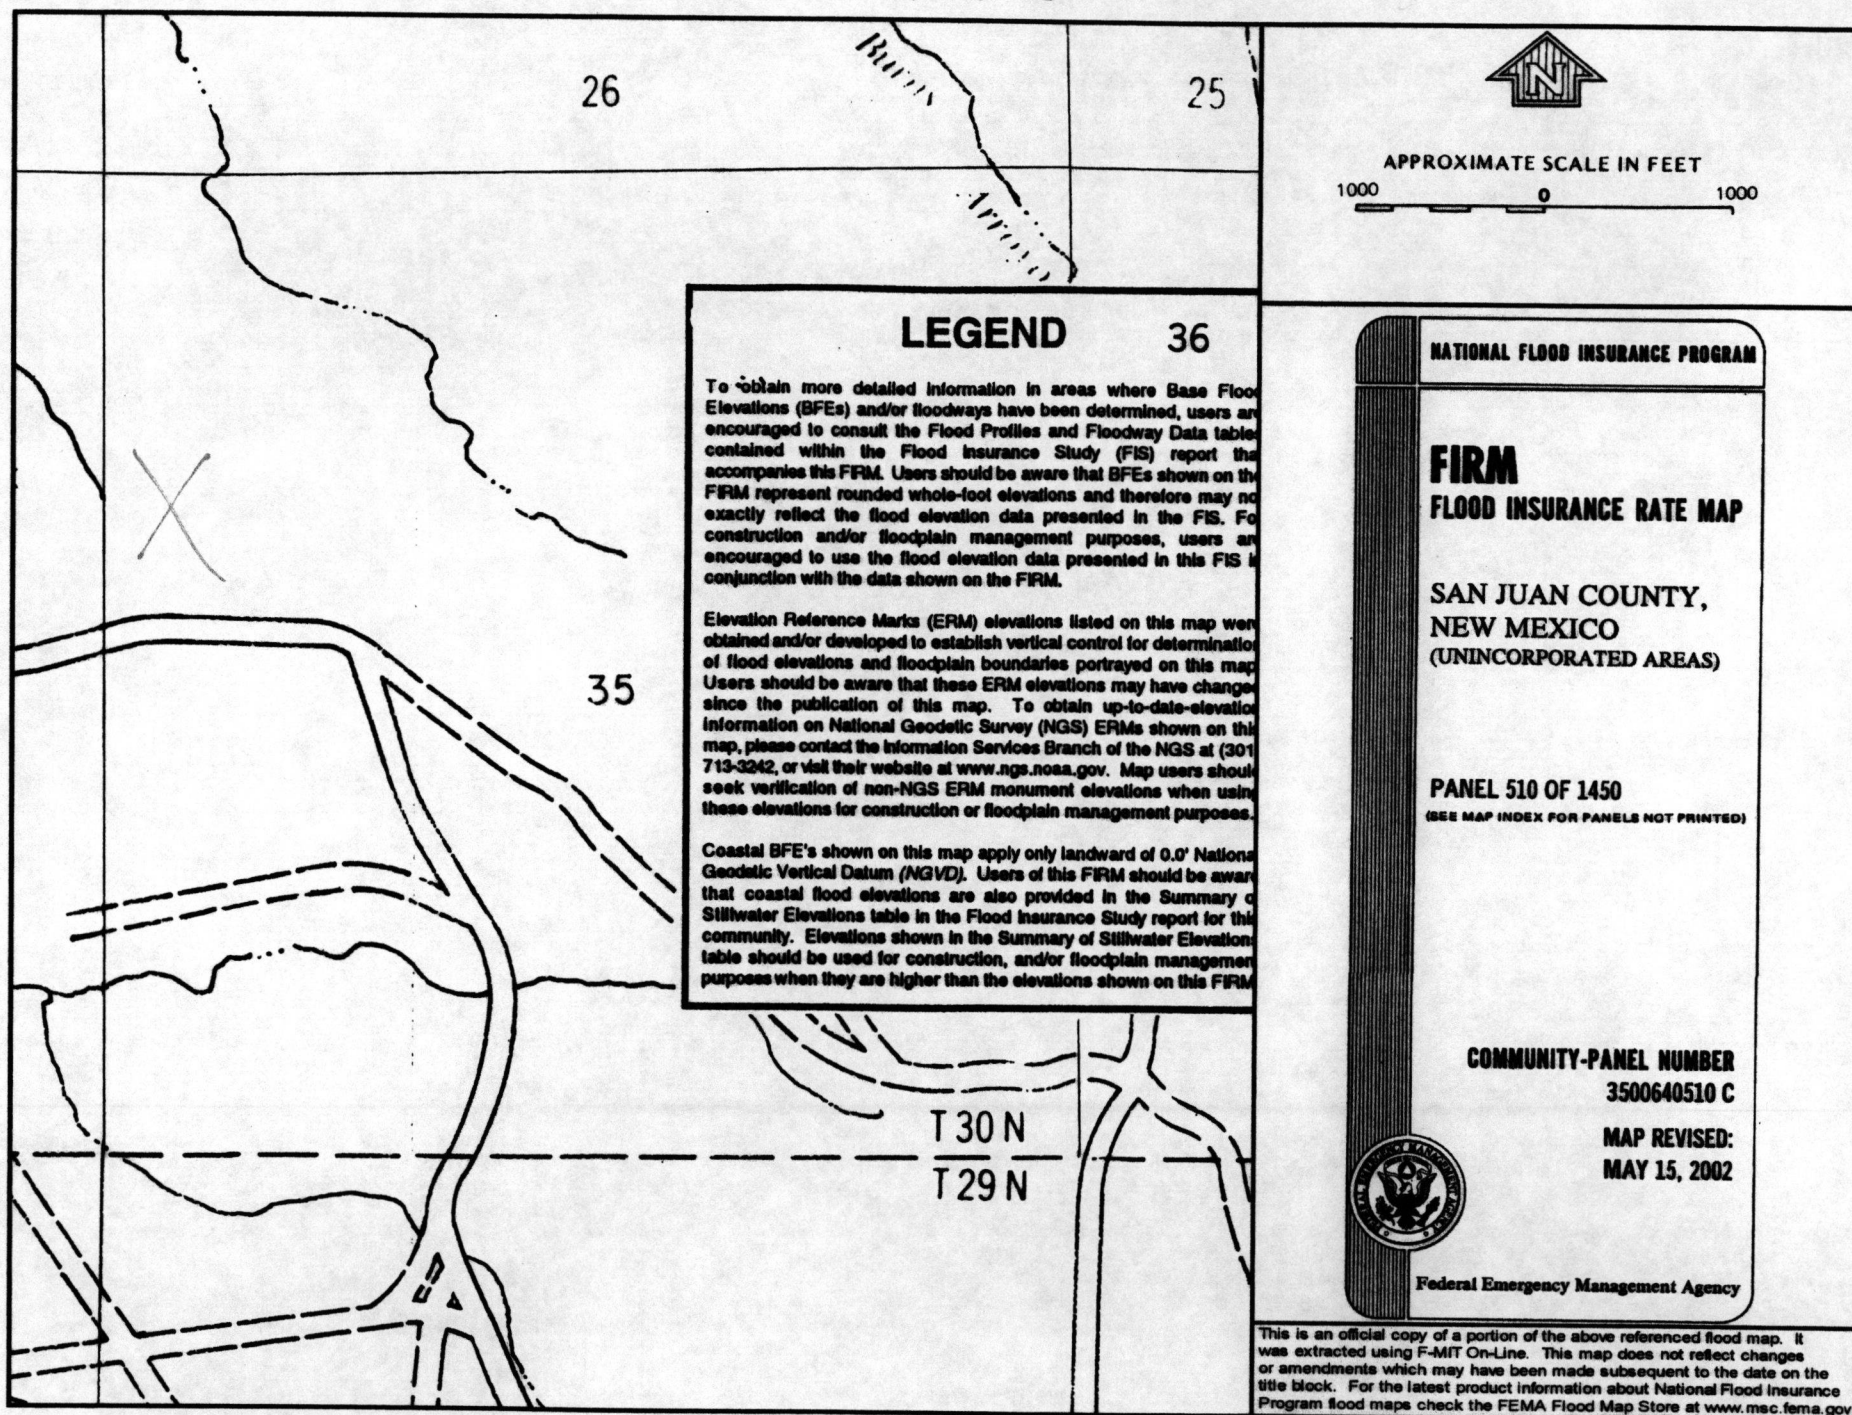 26
25
Burns
Arroyo
LEGEND 36
To obtain more detailed information in areas where Base Flood
Elevations (BFEs) and/or floodways have been determined, users are
encouraged to consult the Flood Profiles and Floodway Data tables
contained within the Flood Insurance Study (FIS) report tha
accompanies this FIRM. Users should be aware that BFEs shown on the
FIRM represent rounded whole-foot elevations and therefore may no
exactly reflect the flood elevation data presented in the FIS. Fo
construction and/or floodplain management purposes, users are
encouraged to use the flood elevation data presented in this FIS i
conjunction with the data shown on the FIRM.
Elevation Reference Marks (ERM) elevations listed on this map were
obtained and/or developed to establish vertical control for determination
of flood elevations and floodplain boundaries portrayed on this map
Users should be aware that these ERM elevations may have change
since the publication of this map. To obtain up-to-date-elevation
information on National Geodetic Survey (NGS) ERMs shown on this
map, please contact the Information Services Branch of the NGS at (301
713-3242, or visit their website at www.ngs.noaa.gov. Map users shoul
seek verification of non-NGS ERM monument elevations when using
these elevations for construction or floodplain management purposes.
Coastal BFE's shown on this map apply only landward of 0.0' Nationa
Geodetic Vertical Datum (NGVD). Users of this FIRM should be aware
that coastal flood elevations are also provided in the Summary o
Stillwater Elevations table in the Flood Insurance Study report for this
community. Elevations shown in the Summary of Stillwater Elevations
table should be used for construction, and/or floodplain managemen
purposes when they are higher than the elevations shown on this FIRM
35
T 30 N
T 29 N
N
APPROXIMATE SCALE IN FEET
1000 0 1000
NATIONAL FLOOD INSURANCE PROGRAM
FIRM
FLOOD INSURANCE RATE MAP
SAN JUAN COUNTY,
NEW MEXICO
(UNINCORPORATED AREAS)
PANEL 510 OF 1450
(SEE MAP INDEX FOR PANELS NOT PRINTED)
COMMUNITY-PANEL NUMBER
3500640510 C
MAP REVISED:
MAY 15, 2002
FEDERAL EMERGENCY MANAGEMENT AGENCY
Federal Emergency Management Agency
This is an official copy of a portion of the above referenced flood map. It
was extracted using F-MIT On-Line. This map does not reflect changes
or amendments which may have been made subsequent to the date on the
title block. For the latest product information about National Flood Insurance
Program flood maps check the FEMA Flood Map Store at www.msc.fema.gov